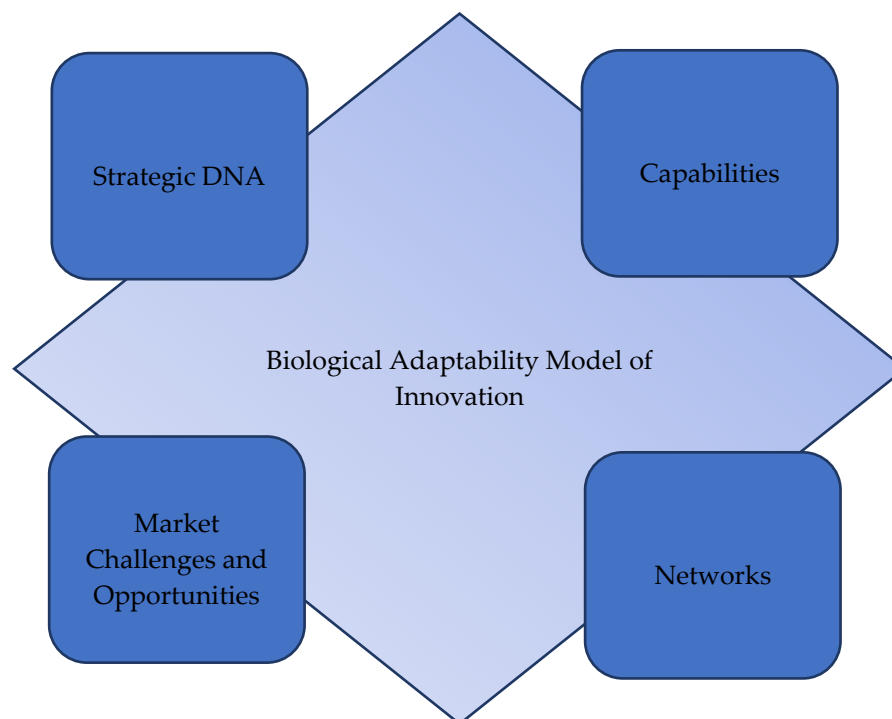 Strategic DNA
Capabilities
Biological Adaptability Model of
Innovation
Market
Challenges and
Opportunities
Networks